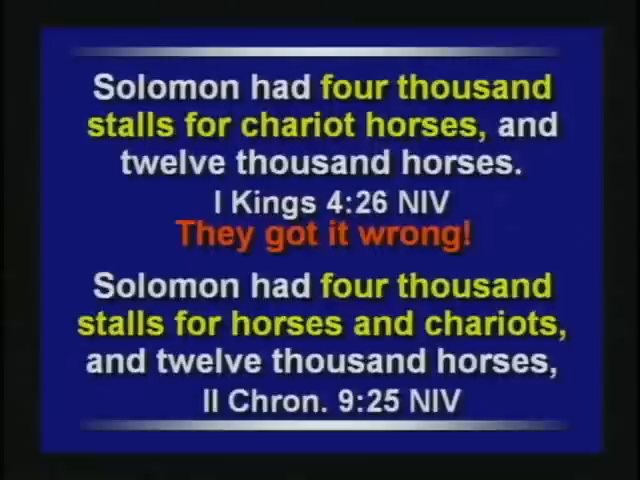 Solomon had four thousand
stalls for chariot horses, and
twelve thousand horses.
I Kings 4:26 NIV
They got it wrong!
Solomon had four thousand
stalls for horses and chariots,
and twelve thousand horses,
II Chron. 9:25 NIV